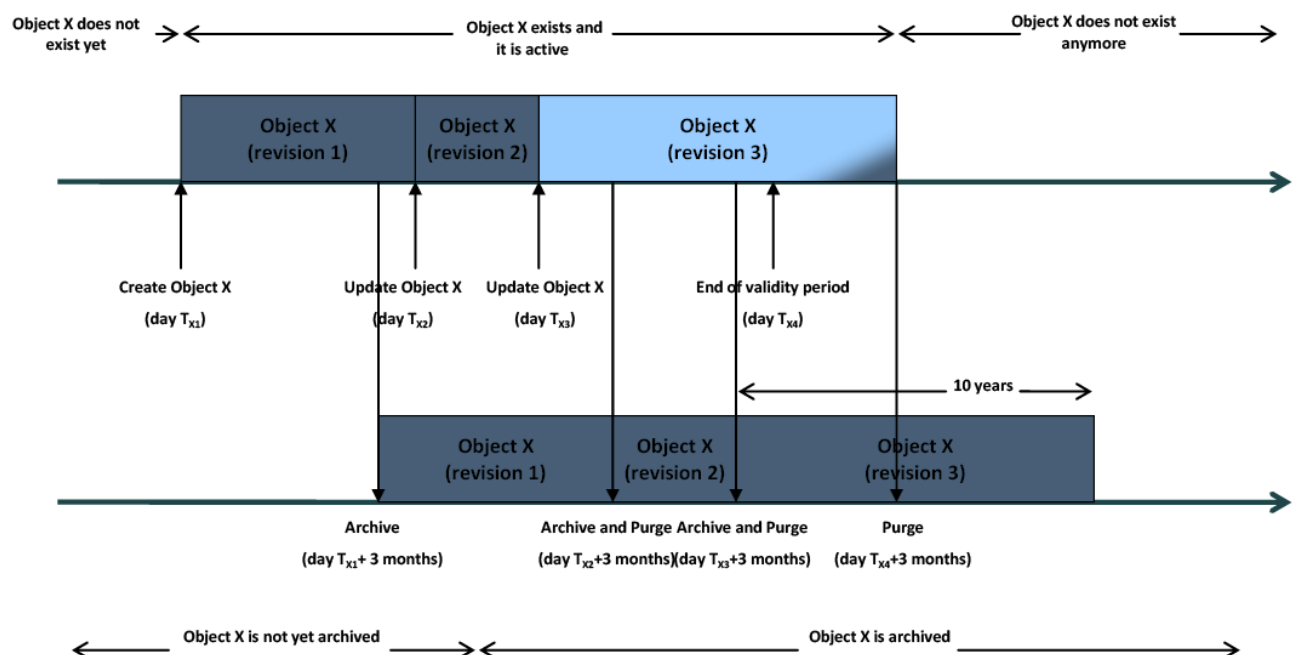 Object X does not
exist yet
Object X exists and
it is active
Object X does not exist
anymore
Object X
(revision 1)
Object X
(revision 2)
Object X
(revision 3)
Create Object X
(day TX1)
Update Object X
(day TX2)
Update Object X
(day TX3)
End of validity period
(day TX4)
10 years
Object X
(revision 1)
Object X
(revision 2)
Object X
(revision 3)
Archive
(day TX1+ 3 months)
Archive and Purge
(day TX2+3 months)
Archive and Purge
(day TX3+3 months)
Purge
(day TX4+3 months)
Object X is not yet archived
Object X is archived